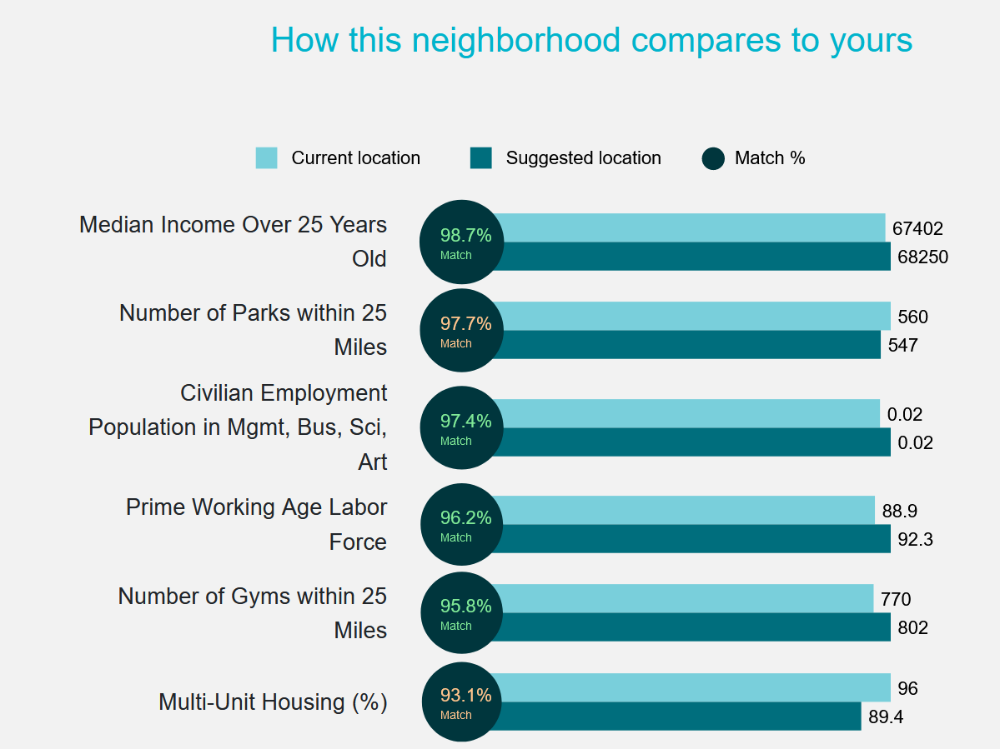 How this neighborhood compares to yours
Current location
Suggested location
Match %
Median Income Over 25 Years
Old
98.7%
Match
67402
68250
Number of Parks within 25
Miles
97.7%
Match
560
547
Civilian Employment
Population in Mgmt, Bus, Sci,
Art
97.4%
Match
0.02
0.02
Prime Working Age Labor
Force
96.2%
Match
88.9
92.3
Number of Gyms within 25
Miles
95.8%
Match
770
802
Multi-Unit Housing (%)
93.1%
Match
96
89.4